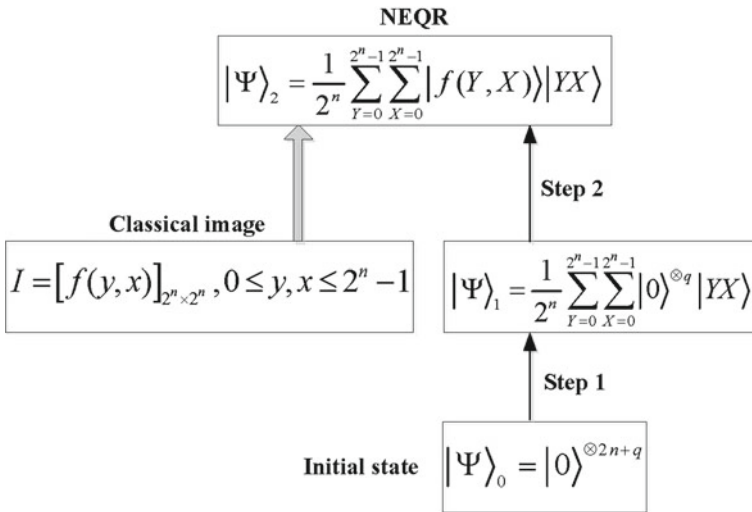 NEQR
|Ψ⟩₂ = 1/2ⁿ ∑_{Y=0}^{2ⁿ−1} ∑_{X=0}^{2ⁿ−1} |f(Y,X)⟩|YX⟩
Step 2
Classical image
I = [f(y,x)]_{2ⁿ×2ⁿ}, 0 ≤ y, x ≤ 2ⁿ −1
|Ψ⟩₁ = 1/2ⁿ ∑_{Y=0}^{2ⁿ−1} ∑_{X=0}^{2ⁿ−1} |0⟩^{⊗q} |YX⟩
Step 1
Initial state
|Ψ⟩₀ = |0⟩^{⊗2n+q}